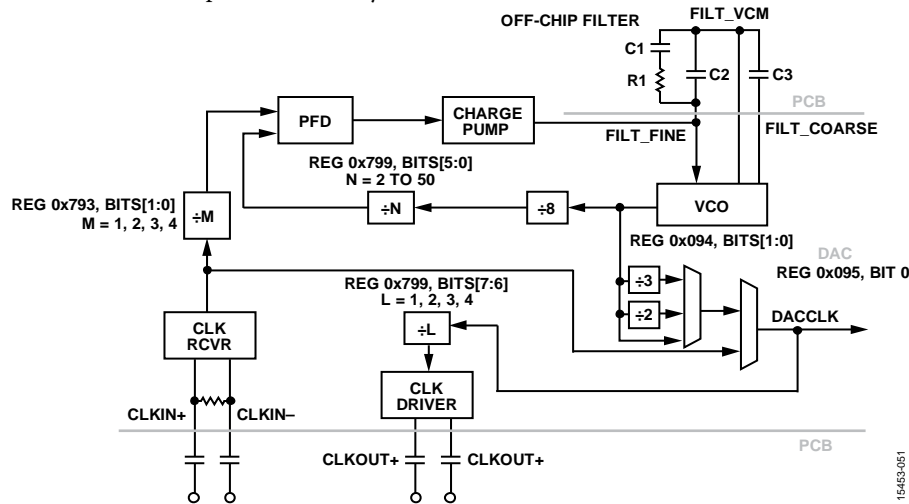 OFF-CHIP FILTER
FILT_VCM
C1
R1
C2
C3
PCB
PFD
CHARGE
PUMP
FILT_FINE
FILT_COARSE
REG 0x799, BITS[5:0]
N = 2 TO 50
REG 0x793, BITS[1:0]
M = 1, 2, 3, 4
÷M
÷N
÷8
VCO
REG 0x094, BITS[1:0]
DAC
REG 0x095, BIT 0
REG 0x799, BITS[7:6]
L = 1, 2, 3, 4
÷3
÷2
DACCLK
CLK
RCVR
÷L
CLK
DRIVER
CLKIN+
CLKIN–
PCB
CLKOUT+
CLKOUT+
15453-051